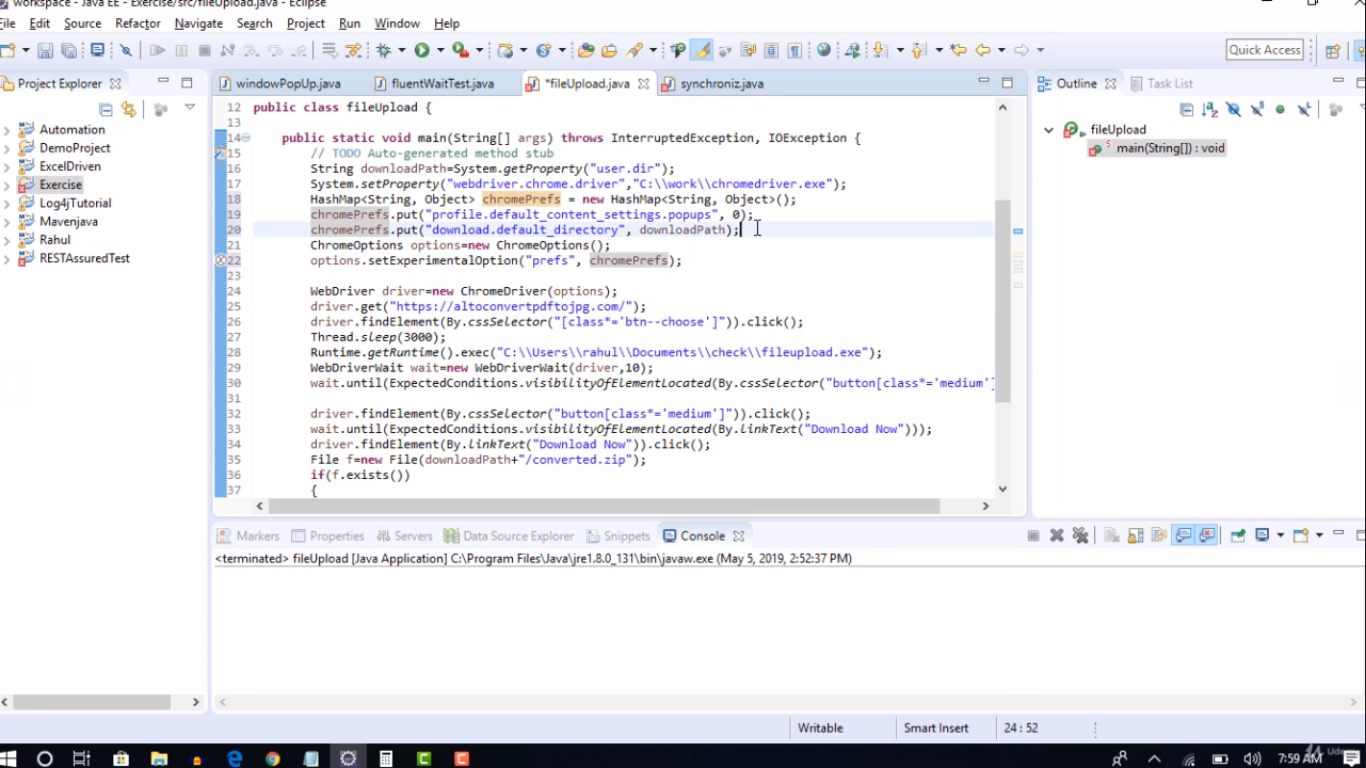 workspace - Java EE - Exercise/src/fileUpload.java - Eclipse
File Edit Source Refactor Navigate Search Project Run Window Help
Quick Access
Project Explorer
Automation
DemoProject
ExcelDriven
Exercise
Log4jTutorial
Mavenjava
Rahul
RESTAssuredTest
windowPopUp.java fluentWaitTest.java *fileUpload.java synchroniz.java
12 public class fileUpload {
13
14 public static void main(String[] args) throws InterruptedException, IOException {
15 // TODO Auto-generated method stub
16 String downloadPath=System.getProperty("user.dir");
17 System.setProperty("webdriver.chrome.driver","C:\\work\\chromedriver.exe");
18 HashMap<String, Object> chromePrefs = new HashMap<String, Object>();
19 chromePrefs.put("profile.default_content_settings.popups", 0);
20 chromePrefs.put("download.default_directory", downloadPath);
21 ChromeOptions options=new ChromeOptions();
22 options.setExperimentalOption("prefs", chromePrefs);
23
24 WebDriver driver=new ChromeDriver(options);
25 driver.get("https://altoconvertpdftojpg.com/");
26 driver.findElement(By.cssSelector("[class*='btn--choose']")).click();
27 Thread.sleep(3000);
28 Runtime.getRuntime().exec("C:\\Users\\rahul\\Documents\\check\\fileupload.exe");
29 WebDriverWait wait=new WebDriverWait(driver,10);
30 wait.until(ExpectedConditions.visibilityOfElementLocated(By.cssSelector("button[class*='medium']
31
32 driver.findElement(By.cssSelector("button[class*='medium']")).click();
33 wait.until(ExpectedConditions.visibilityOfElementLocated(By.linkText("Download Now")));
34 driver.findElement(By.linkText("Download Now")).click();
35 File f=new File(downloadPath+"/converted.zip");
36 if(f.exists())
37 {
Outline Task List
fileUpload
main(String[]) : void
Markers Properties Servers Data Source Explorer Snippets Console
<terminated> fileUpload [Java Application] C:\Program Files\Java\jre1.8.0_131\bin\javaw.exe (May 5, 2019, 2:52:37 PM)
Writable Smart Insert 24 : 52
7:59 AM